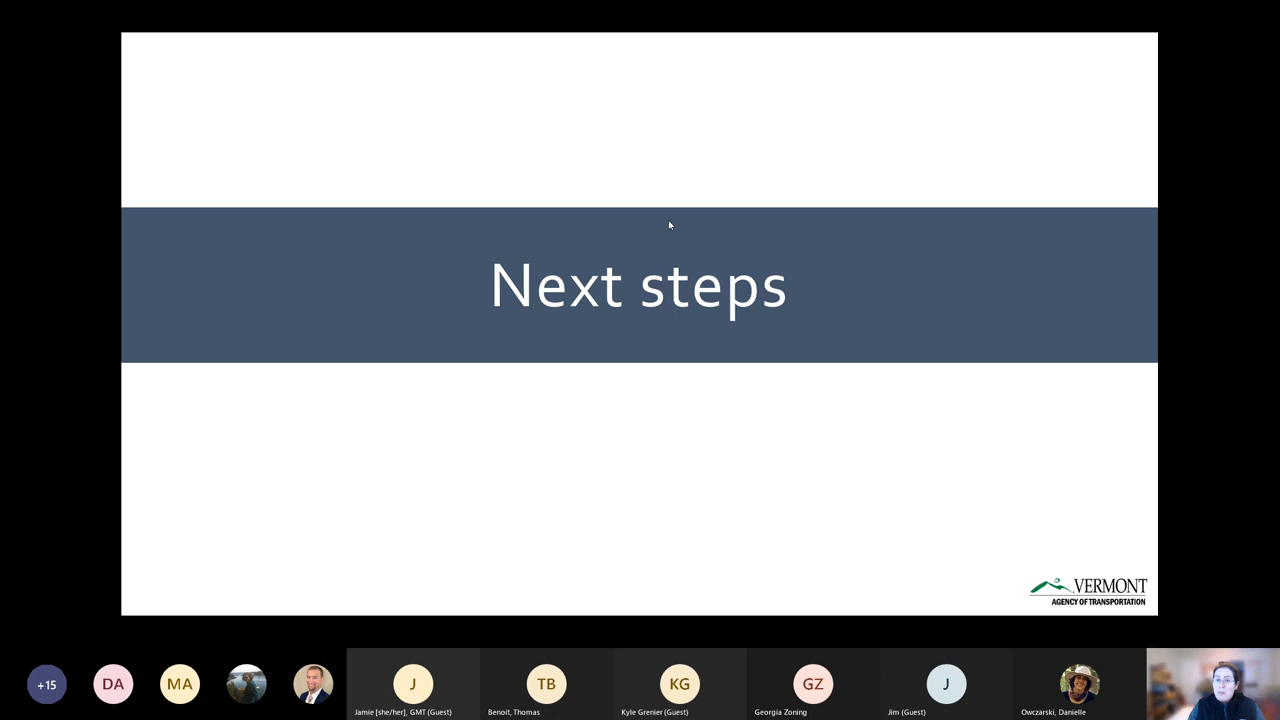 Next steps
VERMONT
AGENCY OF TRANSPORTATION
+15
DA
MA
J
TB
KG
GZ
J
Jamie [she/her], GMT (Guest)
Benoit, Thomas
Kyle Grenier (Guest)
Georgia Zoning
Jim (Guest)
Owczarski, Danielle